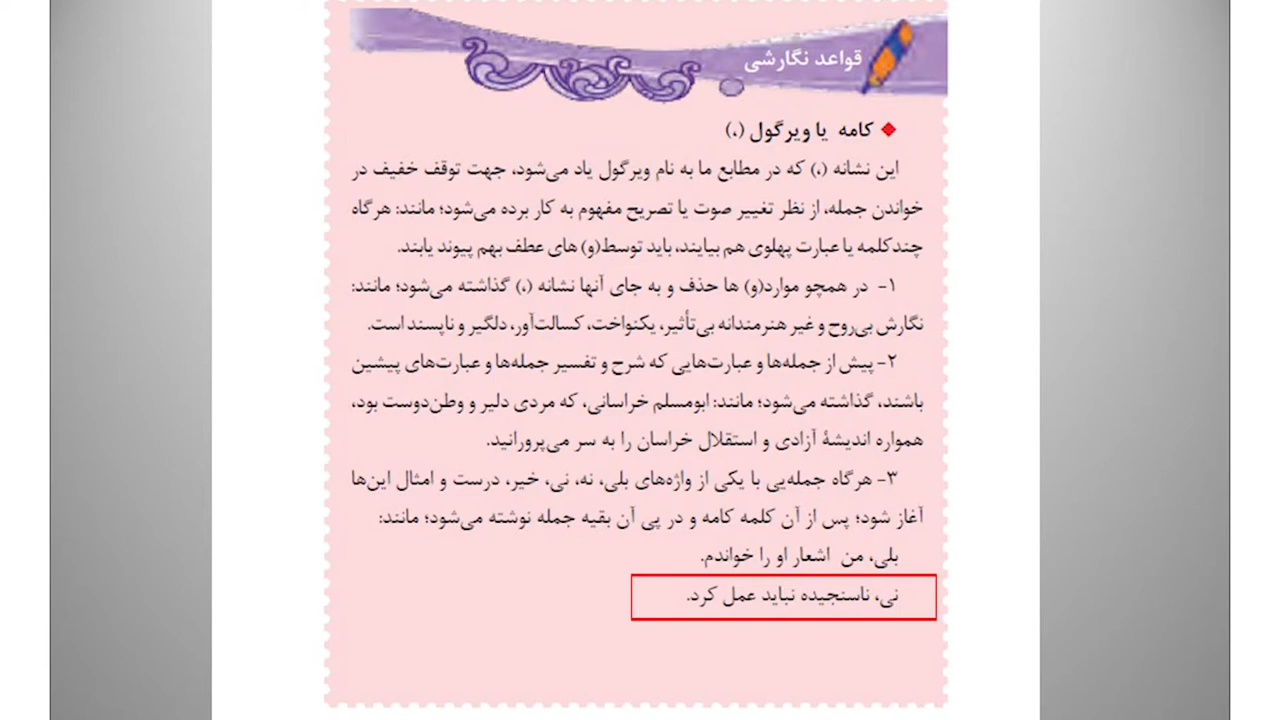 قواعد نگارشی
کامه یا ویرگول (،)
این نشانه (،) که در مطابع ما به نام ویرگول یاد می‌شود، جهت توقف خفیف در
خواندن جمله، از نظر تغییر صوت یا تصریح مفهوم به کار برده می‌شود؛ مانند: هرگاه
چندکلمه یا عبارت پهلوی هم بیایند، باید توسط(و) های عطف بهم پیوند یابند.
۱- در همچو موارد(و) ها حذف و به جای آنها نشانه (،) گذاشته می‌شود؛ مانند:
نگارش بی‌روح و غیر هنرمندانه بی‌تأثیر، یکنواخت، کسالت‌آور، دلگیر و ناپسند است.
۲- پیش از جمله‌ها و عبارت‌هایی که شرح و تفسیر جمله‌ها و عبارت‌های پیشین
باشند، گذاشته می‌شود؛ مانند: ابومسلم خراسانی، که مردی دلیر و وطن‌دوست بود،
همواره اندیشۀ آزادی و استقلال خراسان را به سر می‌پرورانید.
۳- هرگاه جمله‌یی با یکی از واژه‌های بلی، نه، نی، خیر، درست و امثال این‌ها
آغاز شود؛ پس از آن کلمه کامه و در پی آن بقیه جمله نوشته می‌شود؛ مانند:
بلی، من اشعار او را خواندم.
نی، ناسنجیده نباید عمل کرد.